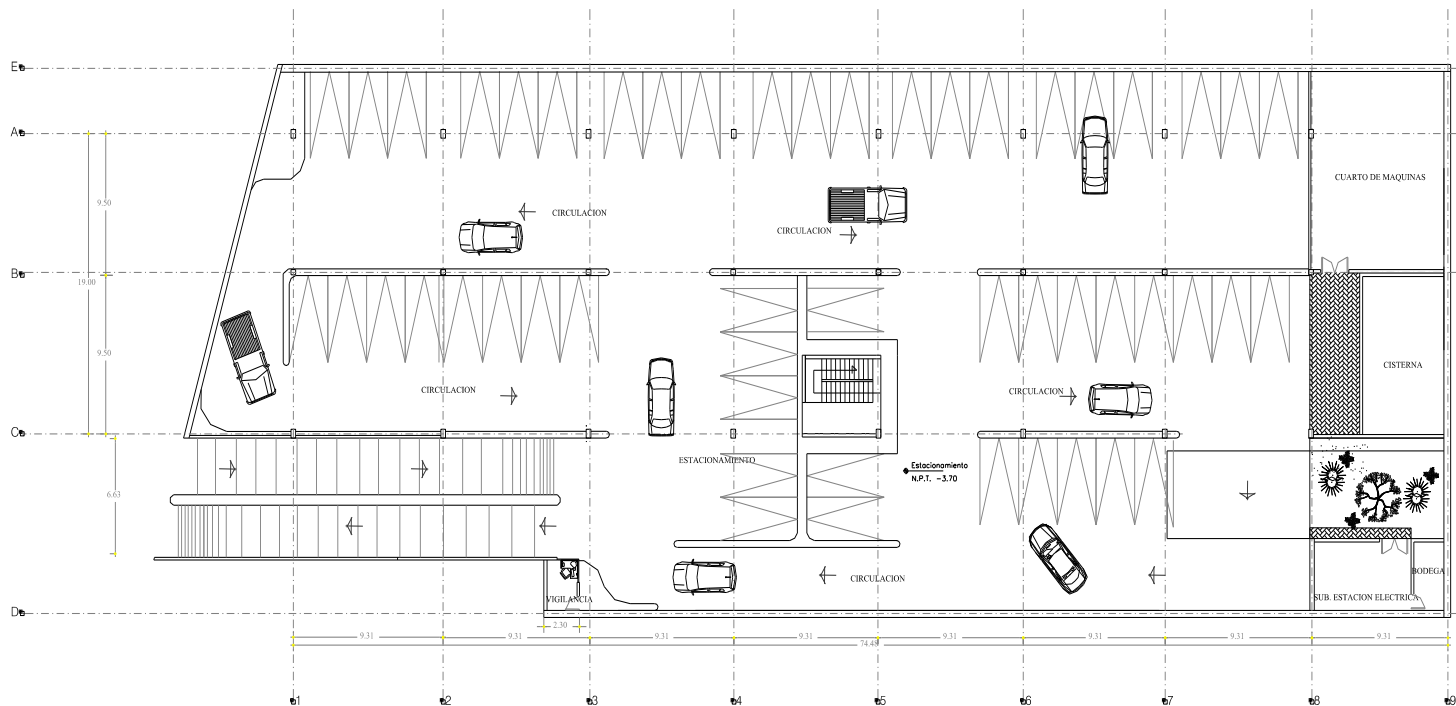 E
A
9.50
CUARTO DE MAQUINAS
CIRCULACION
CIRCULACION
B
19.00
9.50
CISTERNA
CIRCULACION
CIRCULACION
C
ESTACIONAMIENTO
Estacionamiento
N.P.T. -3.70
6.63
CIRCULACION
BODEGA
VIGILANCIA
SUB. ESTACION ELECTRICA
D
2.30
9.31
9.31
9.31
9.31
9.31
9.31
9.31
9.31
74.48
1
2
3
4
5
6
7
8
9